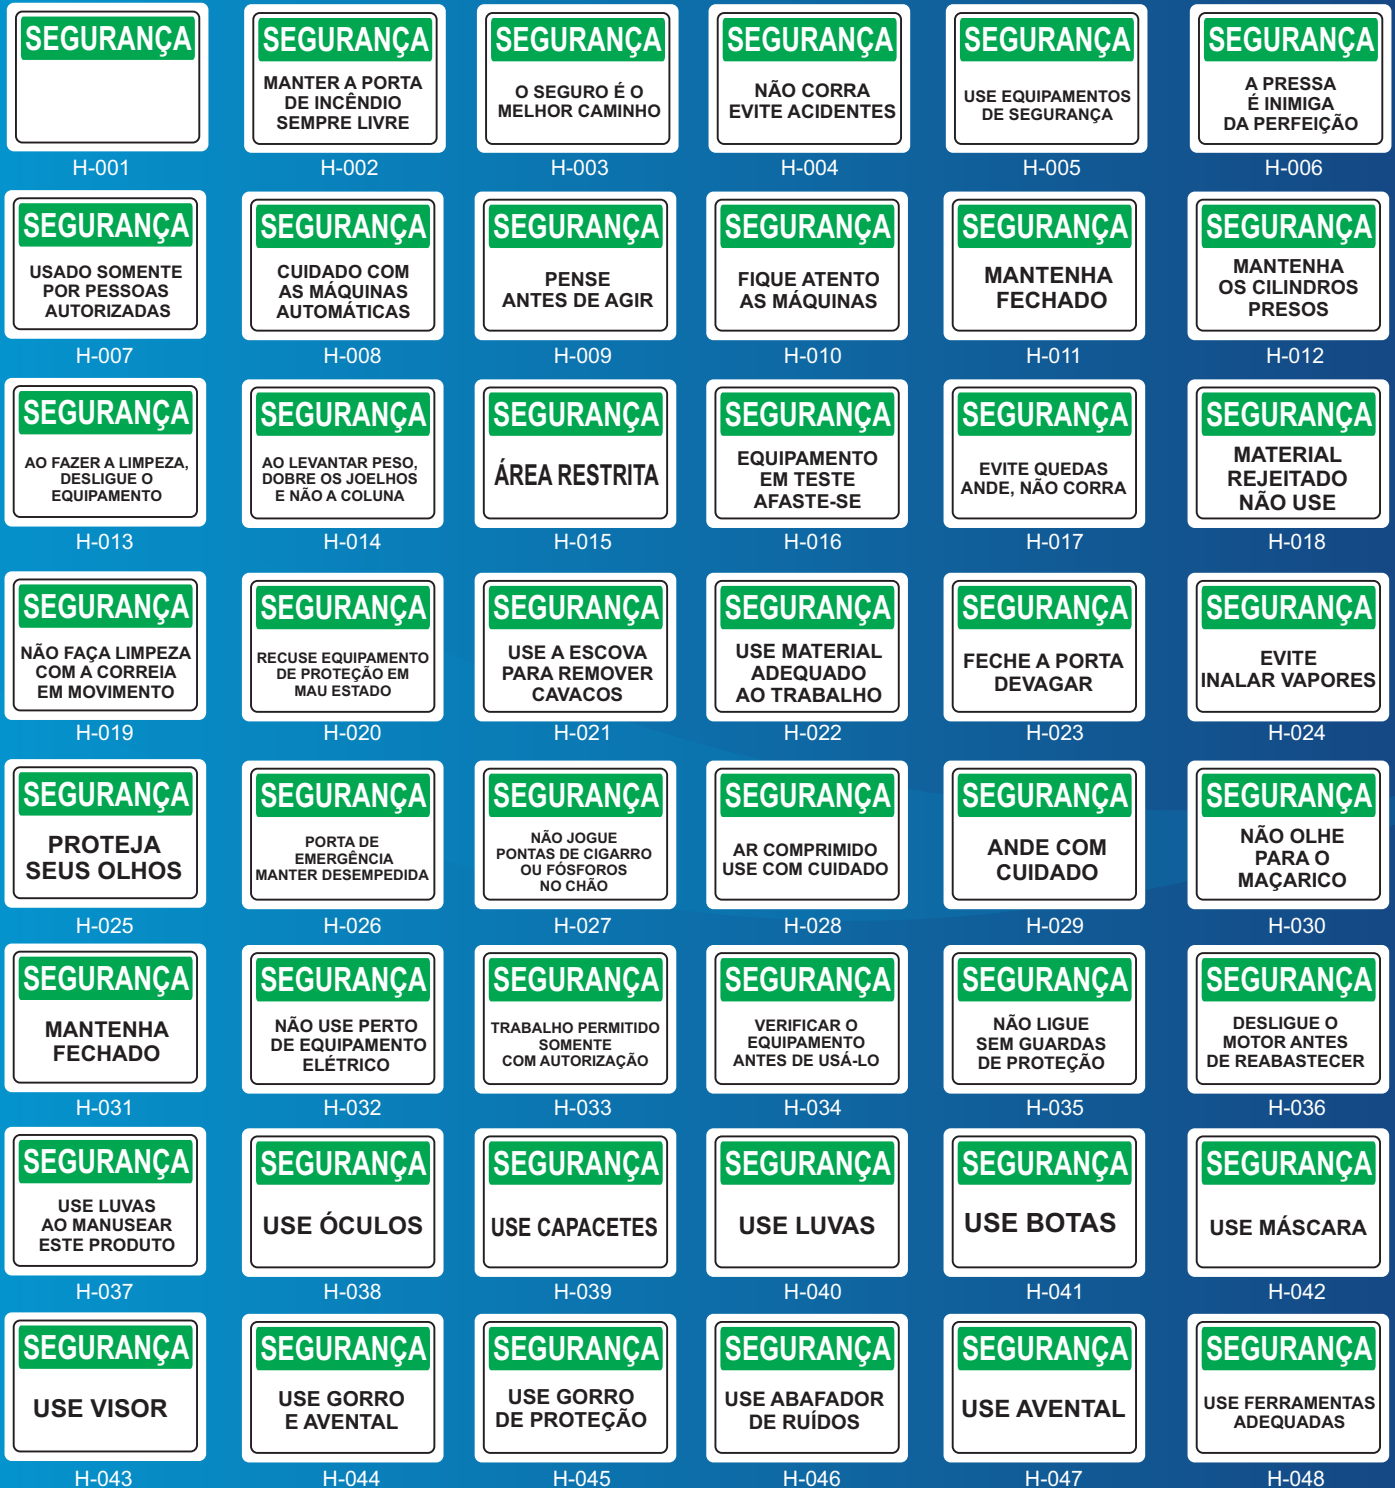 SEGURANÇA
H-001
SEGURANÇA
MANTER A PORTA
DE INCÊNDIO
SEMPRE LIVRE
H-002
SEGURANÇA
O SEGURO É O
MELHOR CAMINHO
H-003
SEGURANÇA
NÃO CORRA
EVITE ACIDENTES
H-004
SEGURANÇA
USE EQUIPAMENTOS
DE SEGURANÇA
H-005
SEGURANÇA
A PRESSA
É INIMIGA
DA PERFEIÇÃO
H-006
SEGURANÇA
USADO SOMENTE
POR PESSOAS
AUTORIZADAS
H-007
SEGURANÇA
CUIDADO COM
AS MÁQUINAS
AUTOMÁTICAS
H-008
SEGURANÇA
PENSE
ANTES DE AGIR
H-009
SEGURANÇA
FIQUE ATENTO
AS MÁQUINAS
H-010
SEGURANÇA
MANTENHA
FECHADO
H-011
SEGURANÇA
MANTENHA
OS CILINDROS
PRESOS
H-012
SEGURANÇA
AO FAZER A LIMPEZA,
DESLIGUE O
EQUIPAMENTO
H-013
SEGURANÇA
AO LEVANTAR PESO,
DOBRE OS JOELHOS
E NÃO A COLUNA
H-014
SEGURANÇA
ÁREA RESTRITA
H-015
SEGURANÇA
EQUIPAMENTO
EM TESTE
AFASTE-SE
H-016
SEGURANÇA
EVITE QUEDAS
ANDE, NÃO CORRA
H-017
SEGURANÇA
MATERIAL
REJEITADO
NÃO USE
H-018
SEGURANÇA
NÃO FAÇA LIMPEZA
COM A CORREIA
EM MOVIMENTO
H-019
SEGURANÇA
RECUSE EQUIPAMENTO
DE PROTEÇÃO EM
MAU ESTADO
H-020
SEGURANÇA
USE A ESCOVA
PARA REMOVER
CAVACOS
H-021
SEGURANÇA
USE MATERIAL
ADEQUADO
AO TRABALHO
H-022
SEGURANÇA
FECHE A PORTA
DEVAGAR
H-023
SEGURANÇA
EVITE
INALAR VAPORES
H-024
SEGURANÇA
PROTEJA
SEUS OLHOS
H-025
SEGURANÇA
PORTA DE
EMERGÊNCIA
MANTER DESEMPEDIDA
H-026
SEGURANÇA
NÃO JOGUE
PONTAS DE CIGARRO
OU FÓSFOROS
NO CHÃO
H-027
SEGURANÇA
AR COMPRIMIDO
USE COM CUIDADO
H-028
SEGURANÇA
ANDE COM
CUIDADO
H-029
SEGURANÇA
NÃO OLHE
PARA O
MAÇARICO
H-030
SEGURANÇA
MANTENHA
FECHADO
H-031
SEGURANÇA
NÃO USE PERTO
DE EQUIPAMENTO
ELÉTRICO
H-032
SEGURANÇA
TRABALHO PERMITIDO
SOMENTE
COM AUTORIZAÇÃO
H-033
SEGURANÇA
VERIFICAR O
EQUIPAMENTO
ANTES DE USÁ-LO
H-034
SEGURANÇA
NÃO LIGUE
SEM GUARDAS
DE PROTEÇÃO
H-035
SEGURANÇA
DESLIGUE O
MOTOR ANTES
DE REABASTECER
H-036
SEGURANÇA
USE LUVAS
AO MANUSEAR
ESTE PRODUTO
H-037
SEGURANÇA
USE ÓCULOS
H-038
SEGURANÇA
USE CAPACETES
H-039
SEGURANÇA
USE LUVAS
H-040
SEGURANÇA
USE BOTAS
H-041
SEGURANÇA
USE MÁSCARA
H-042
SEGURANÇA
USE VISOR
H-043
SEGURANÇA
USE GORRO
E AVENTAL
H-044
SEGURANÇA
USE GORRO
DE PROTEÇÃO
H-045
SEGURANÇA
USE ABAFADOR
DE RUÍDOS
H-046
SEGURANÇA
USE AVENTAL
H-047
SEGURANÇA
USE FERRAMENTAS
ADEQUADAS
H-048